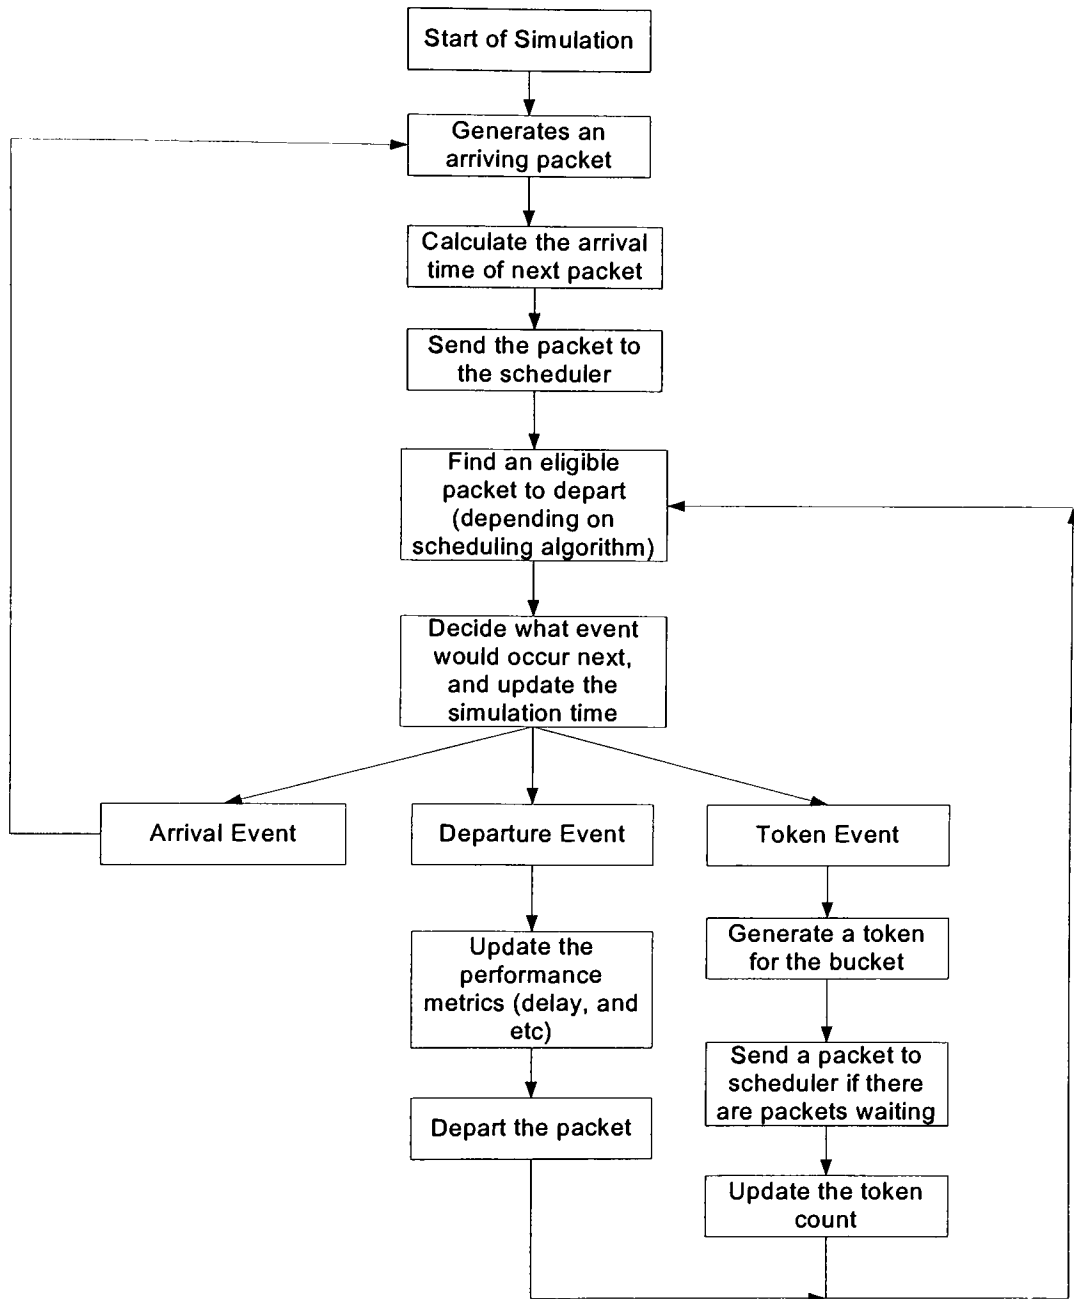 Start of Simulation
Generates an
arriving packet
Calculate the arrival
time of next packet
Send the packet to
the scheduler
Find an eligible
packet to depart
(depending on
scheduling algorithm)
Decide what event
would occur next,
and update the
simulation time
Arrival Event
Departure Event
Token Event
Update the
performance
metrics (delay, and
etc)
Depart the packet
Generate a token
for the bucket
Send a packet to
scheduler if there
are packets waiting
Update the token
count